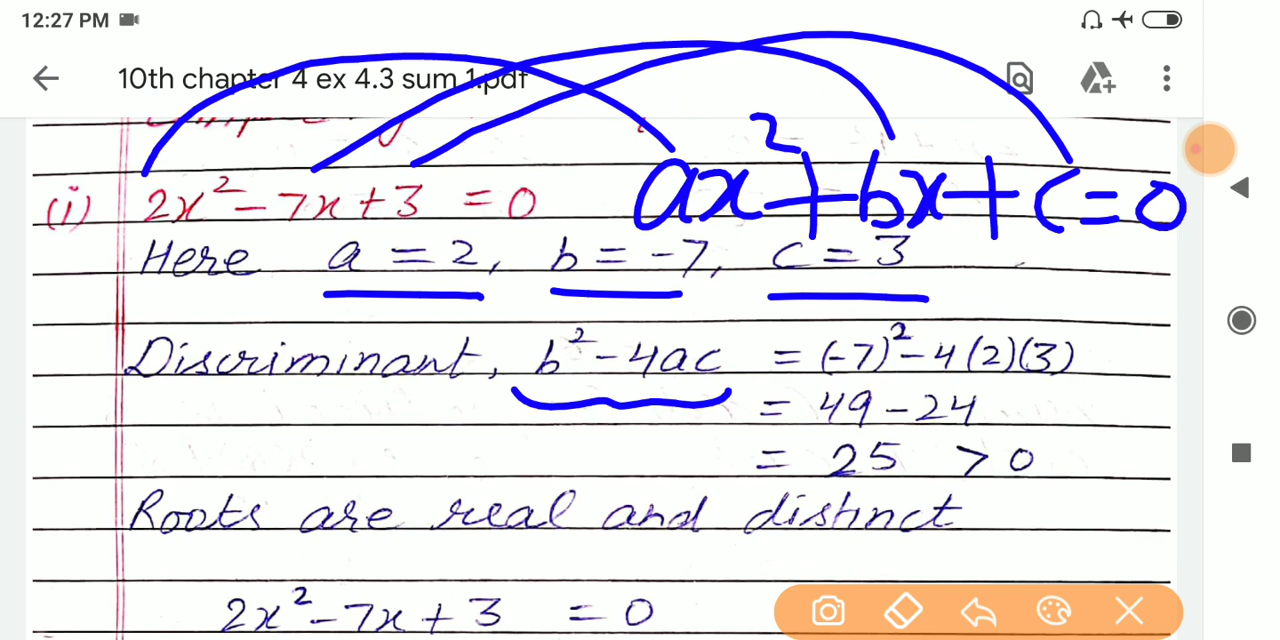 12:27 PM
10th chapter 4 ex 4.3 sum 1.pdf
(i) 2x² - 7x + 3 = 0
ax² + bx + c = 0
Here a = 2, b = -7, c = 3
Discriminant, b² - 4ac = (-7)² - 4(2)(3)
= 49 - 24
= 25 > 0
Roots are real and distinct
2x² - 7x + 3 = 0